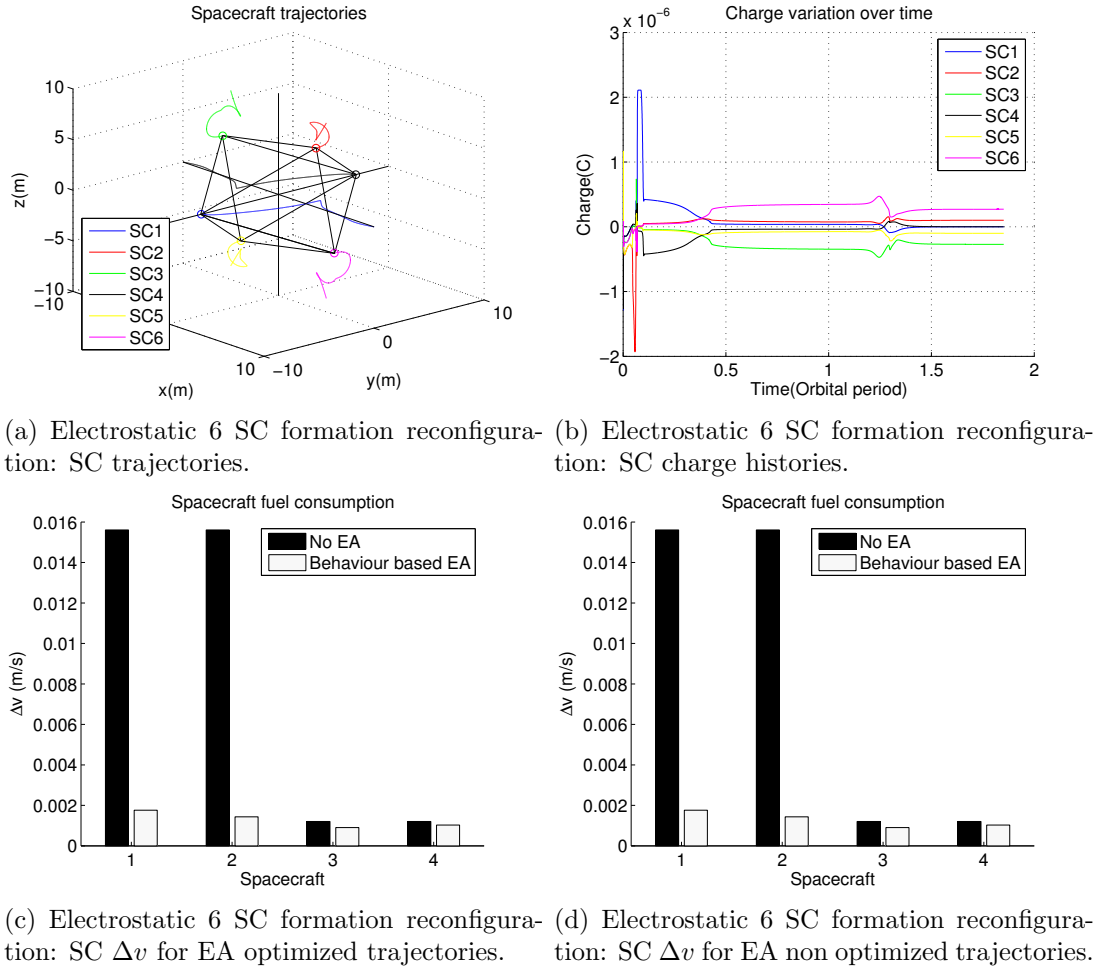 Spacecraft trajectories
10
5
0
−5
−10
−10
10
−10
0
10
z(m)
x(m)
y(m)
SC1
SC2
SC3
SC4
SC5
SC6
Charge variation over time
x 10−6
3
2
1
0
−1
−2
0
0.5
1
1.5
2
Charge(C)
Time(Orbital period)
SC1
SC2
SC3
SC4
SC5
SC6
(a) Electrostatic 6 SC formation reconfigura-
tion: SC trajectories.
(b) Electrostatic 6 SC formation reconfigura-
tion: SC charge histories.
Spacecraft fuel consumption
0.016
0.014
0.012
0.01
0.008
0.006
0.004
0.002
0
1
2
3
4
Δv (m/s)
Spacecraft
No EA
Behaviour based EA
Spacecraft fuel consumption
0.016
0.014
0.012
0.01
0.008
0.006
0.004
0.002
0
1
2
3
4
Δv (m/s)
Spacecraft
No EA
Behaviour based EA
(c) Electrostatic 6 SC formation reconfigura-
tion: SC Δv for EA optimized trajectories.
(d) Electrostatic 6 SC formation reconfigura-
tion: SC Δv for EA non optimized trajectories.